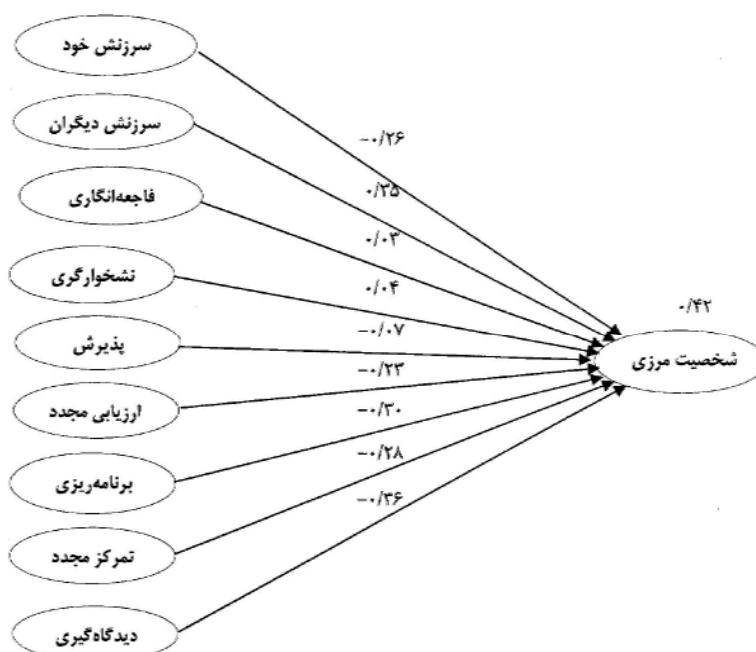 سرزنش خود
سرزنش دیگران
فاجعه‌انگاری
نشخوارگری
پذیرش
ارزیابی مجدد
برنامه‌ریزی
تمرکز مجدد
دیدگاه‌گیری
−۰/۲۶
۰/۳۵
۰/۰۳
۰/۰۴
−۰/۰۷
−۰/۲۳
−۰/۳۰
−۰/۲۸
−۰/۳۶
۰/۴۲
شخصیت مرزی